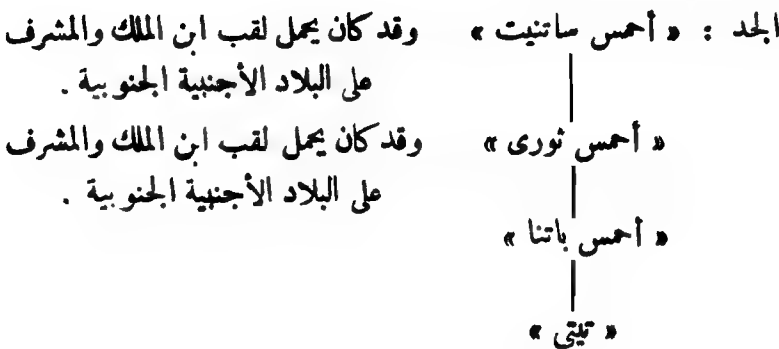 الجد : « أحمس ساتنيت » وقد كان يحمل لقب ابن الملك والمشرف
على البلاد الأجنبية الجنوبية .
« أحمس ثورى » وقد كان يحمل لقب ابن الملك والمشرف
على البلاد الأجنبية الجنوبية .
« أحمس باتنا »
« تيتى »